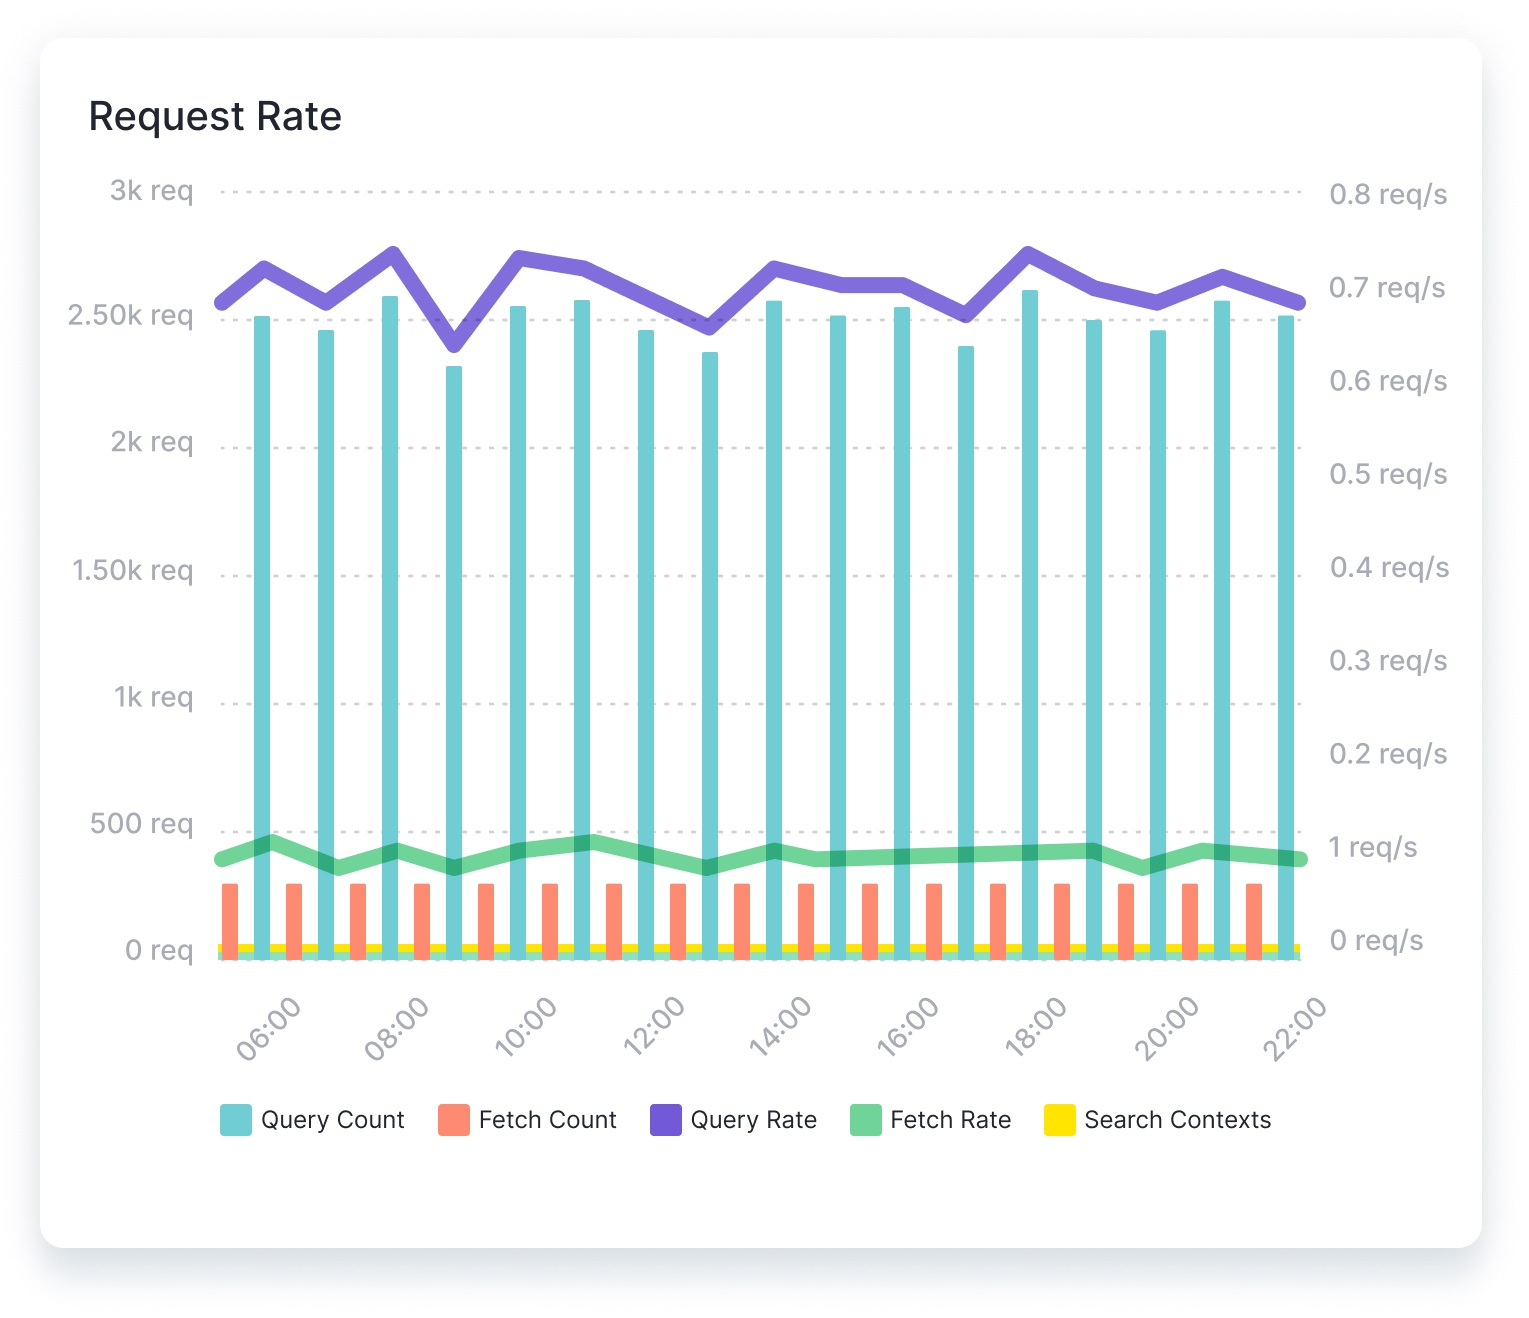 Request Rate
3k req
2.50k req
2k req
1.50k req
1k req
500 req
0 req
0.8 req/s
0.7 req/s
0.6 req/s
0.5 req/s
0.4 req/s
0.3 req/s
0.2 req/s
1 req/s
0 req/s
06:00 08:00 10:00 12:00 14:00 16:00 18:00 20:00 22:00
Query Count Fetch Count Query Rate Fetch Rate Search Contexts